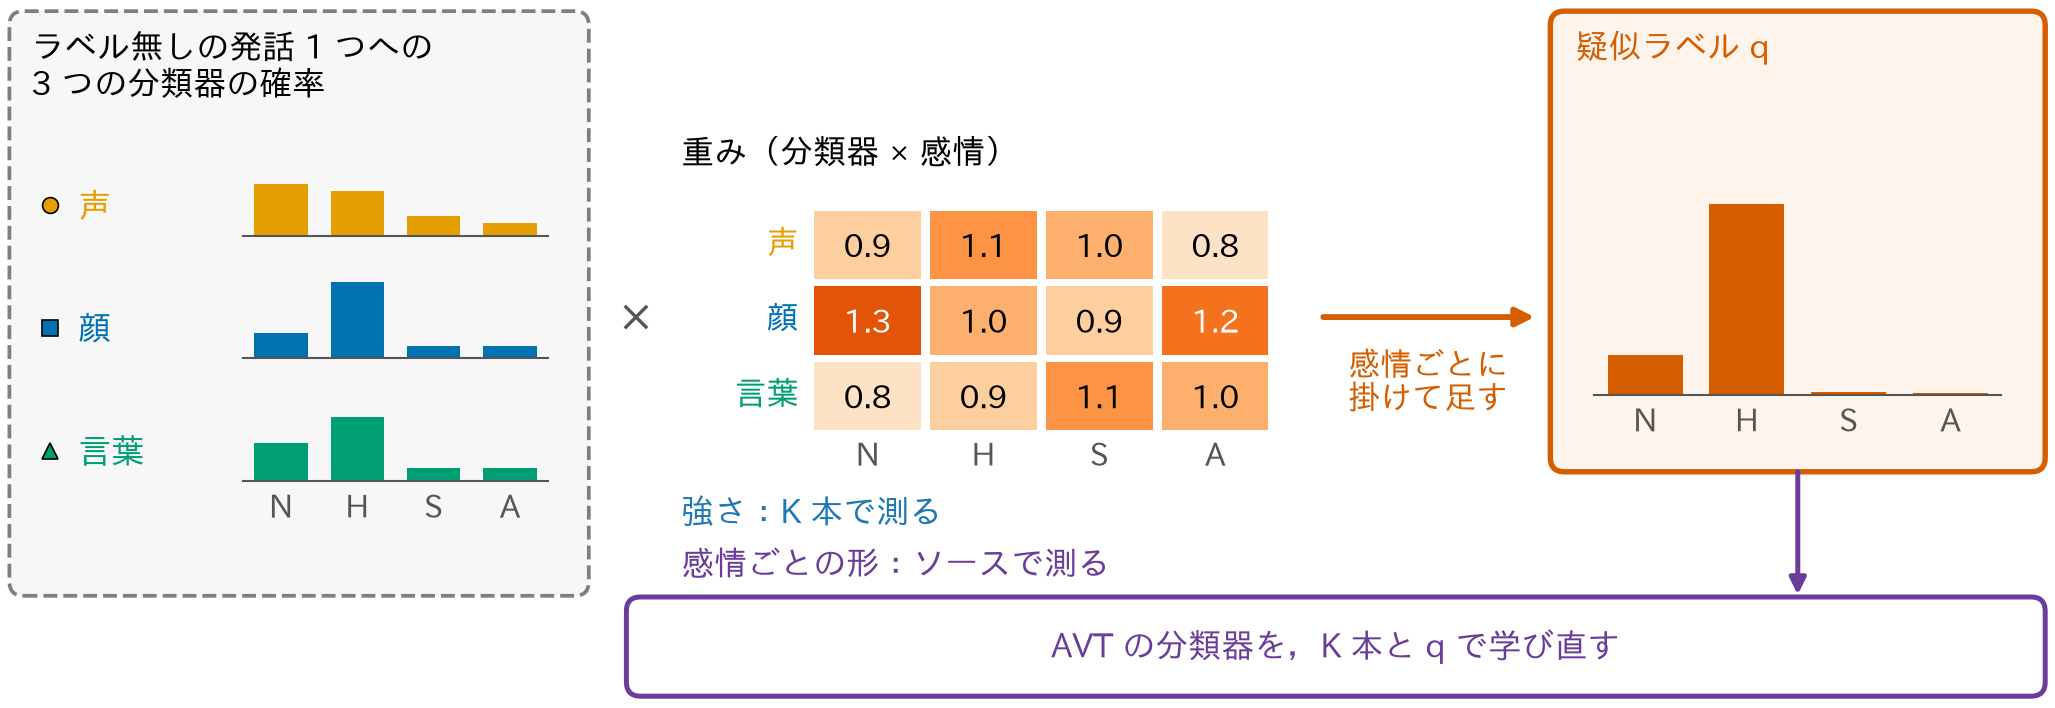 ラベル無しの発話 1 つへの
3 つの分類器の確率
声
顔
言葉
N H S A
×
重み（分類器 × 感情）
声 0.9 1.1 1.0 0.8
顔 1.3 1.0 0.9 1.2
言葉 0.8 0.9 1.1 1.0
N H S A
強さ：K 本で測る
感情ごとの形：ソースで測る
感情ごとに
掛けて足す
疑似ラベル q
N H S A
AVT の分類器を，K 本と q で学び直す